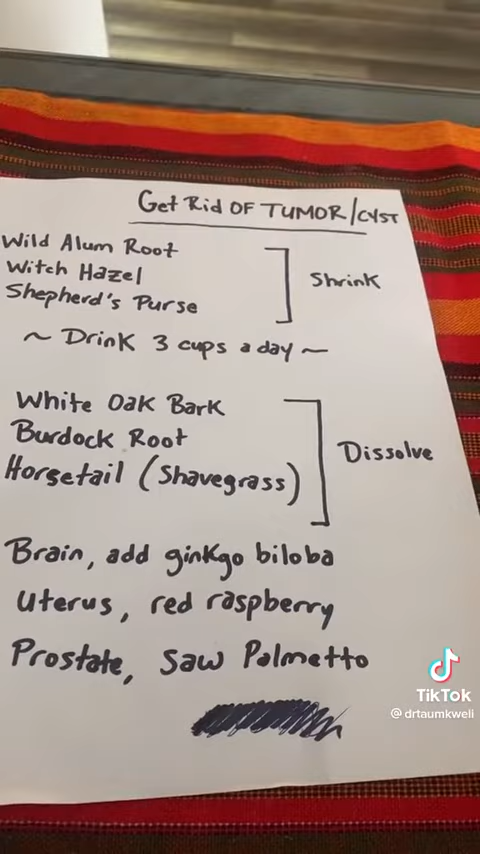 Get Rid OF TUMOR/CYST
Wild Alum Root
Witch Hazel
Shepherd's Purse
Shrink
~ Drink 3 cups a day ~
White Oak Bark
Burdock Root
Horsetail (Shavegrass)
Dissolve
Brain, add ginkgo biloba
Uterus, red raspberry
Prostate, Saw Palmetto
TikTok
@drtaumkweli